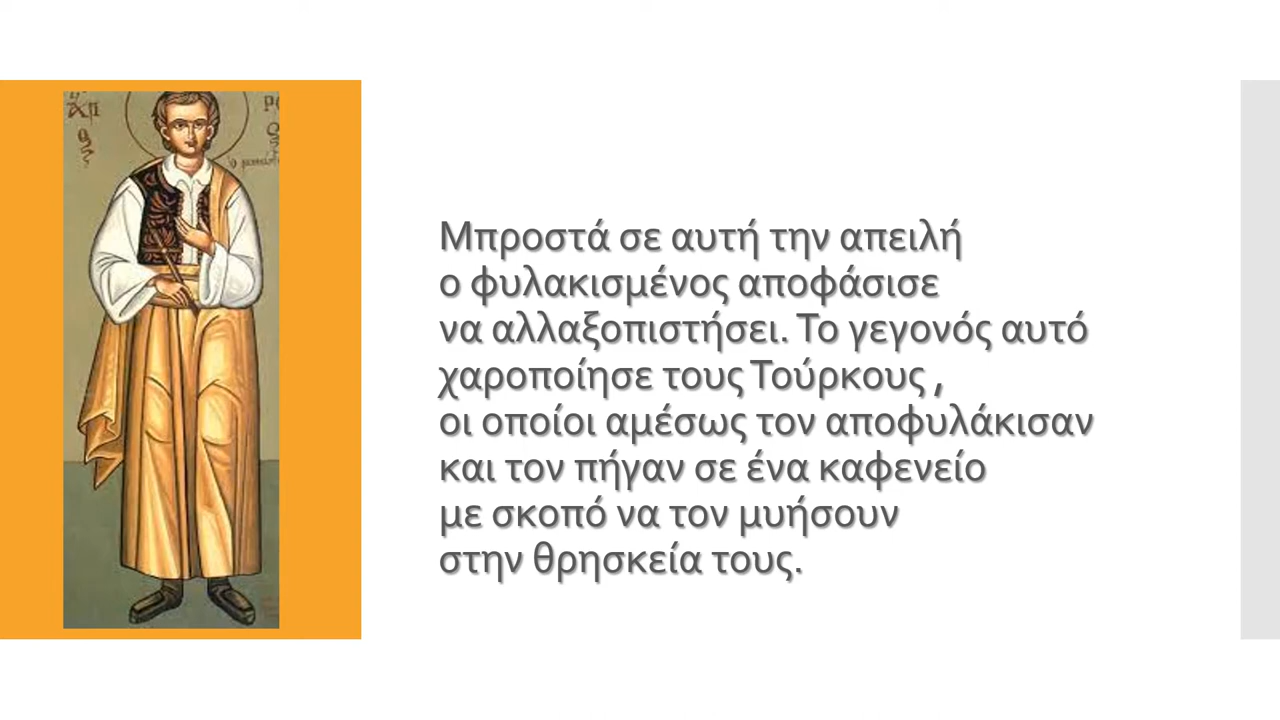 Μπροστά σε αυτή την απειλή
ο φυλακισμένος αποφάσισε
να αλλαξοπιστήσει. Το γεγονός αυτό
χαροποίησε τους Τούρκους ,
οι οποίοι αμέσως τον αποφυλάκισαν
και τον πήγαν σε ένα καφενείο
με σκοπό να τον μυήσουν
στην θρησκεία τους.